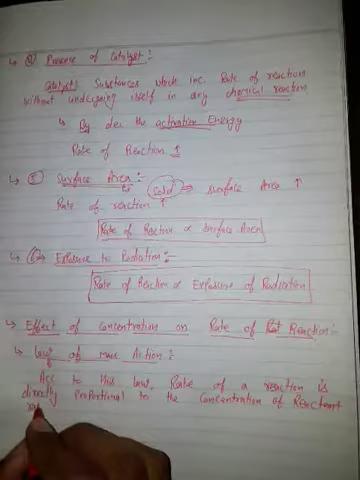 ↳ ④ Presence of Catalyst :-
Catalyst: Substances which inc. Rate of reaction
without undergoing itself in any chemical reaction
↳ By dec the activation Energy
Rate of Reaction ↑
↳ ⑤ Surface Area :-
Solid ⇒ surface Area ↑
Rate of reaction ↑
Rate of Reaction ∝ Surface Area
↳ ⑥ Exposure to Radiation :-
Rate of Reaction ∝ Exposure of Radiation
↳ Effect of concentration on Rate of Reaction :-
↳ Law of mass Action :-
Acc to this law, Rate of a reaction is
directly proportional to the concentration of Reactant